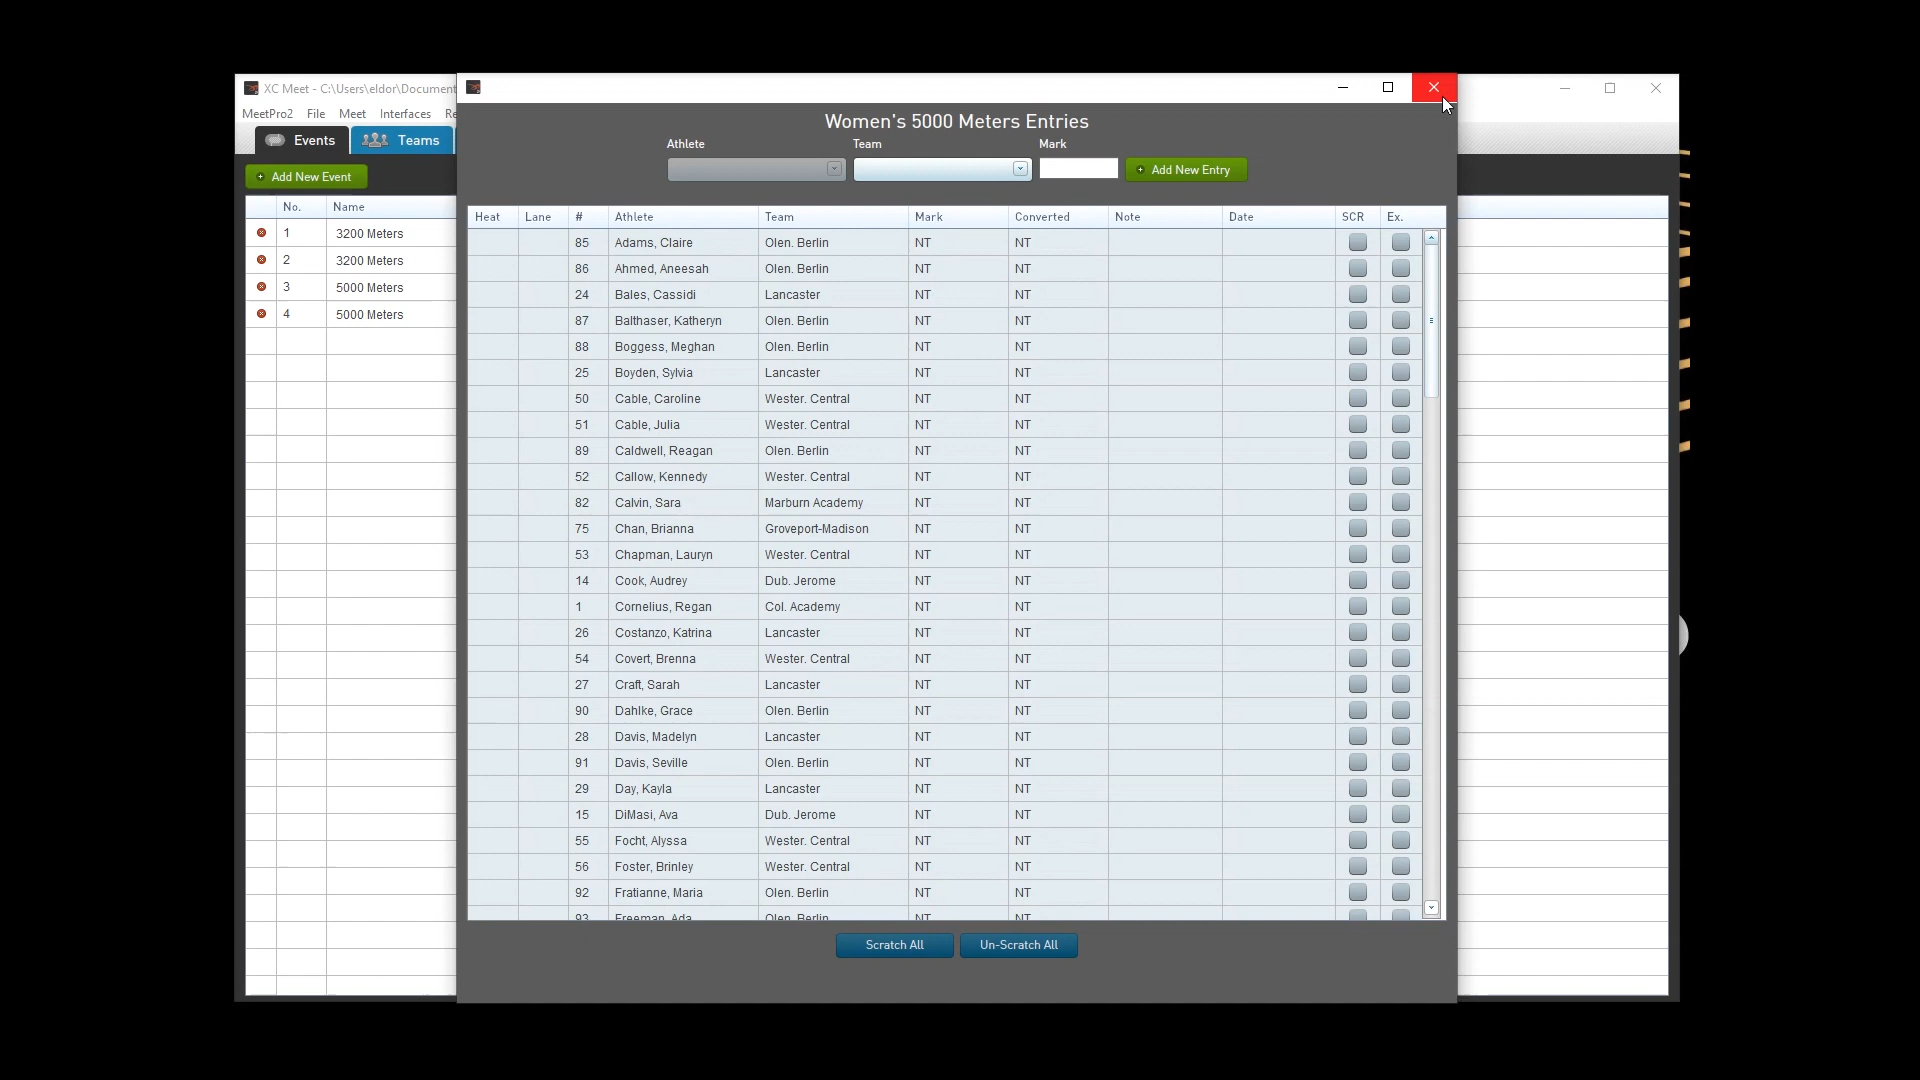 XC Meet - C:\Users\eldor\Document
MeetPro2 File Meet Interfaces Re
Events Teams
Add New Event
No. Name
1 3200 Meters
2 3200 Meters
3 5000 Meters
4 5000 Meters
Women's 5000 Meters Entries
Athlete Team Mark
Add New Entry
Heat Lane # Athlete Team Mark Converted Note Date SCR Ex.
85 Adams, Claire Olen. Berlin NT NT
86 Ahmed, Aneesah Olen. Berlin NT NT
24 Bales, Cassidi Lancaster NT NT
87 Balthaser, Katheryn Olen. Berlin NT NT
88 Boggess, Meghan Olen. Berlin NT NT
25 Boyden, Sylvia Lancaster NT NT
50 Cable, Caroline Wester. Central NT NT
51 Cable, Julia Wester. Central NT NT
89 Caldwell, Reagan Olen. Berlin NT NT
52 Callow, Kennedy Wester. Central NT NT
82 Calvin, Sara Marburn Academy NT NT
75 Chan, Brianna Groveport-Madison NT NT
53 Chapman, Lauryn Wester. Central NT NT
14 Cook, Audrey Dub. Jerome NT NT
1 Cornelius, Regan Col. Academy NT NT
26 Costanzo, Katrina Lancaster NT NT
54 Covert, Brenna Wester. Central NT NT
27 Craft, Sarah Lancaster NT NT
90 Dahlke, Grace Olen. Berlin NT NT
28 Davis, Madelyn Lancaster NT NT
91 Davis, Seville Olen. Berlin NT NT
29 Day, Kayla Lancaster NT NT
15 DiMasi, Ava Dub. Jerome NT NT
55 Focht, Alyssa Wester. Central NT NT
56 Foster, Brinley Wester. Central NT NT
92 Fratianne, Maria Olen. Berlin NT NT
93 Freeman, Ada Olen. Berlin NT NT
Scratch All Un-Scratch All